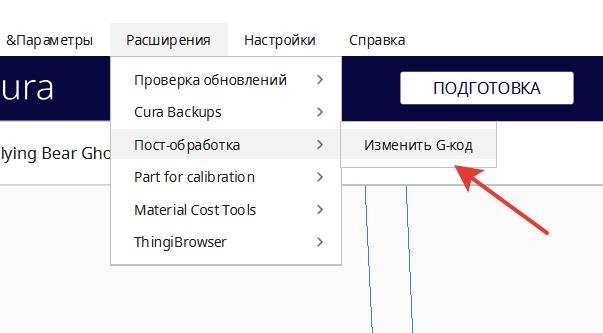 &Параметры Расширения Настройки Справка
ura ПОДГОТОВКА
Проверка обновлений
Cura Backups
lying Bear Gho Пост-обработка Изменить G-код
Part for calibration
Material Cost Tools
ThingiBrowser